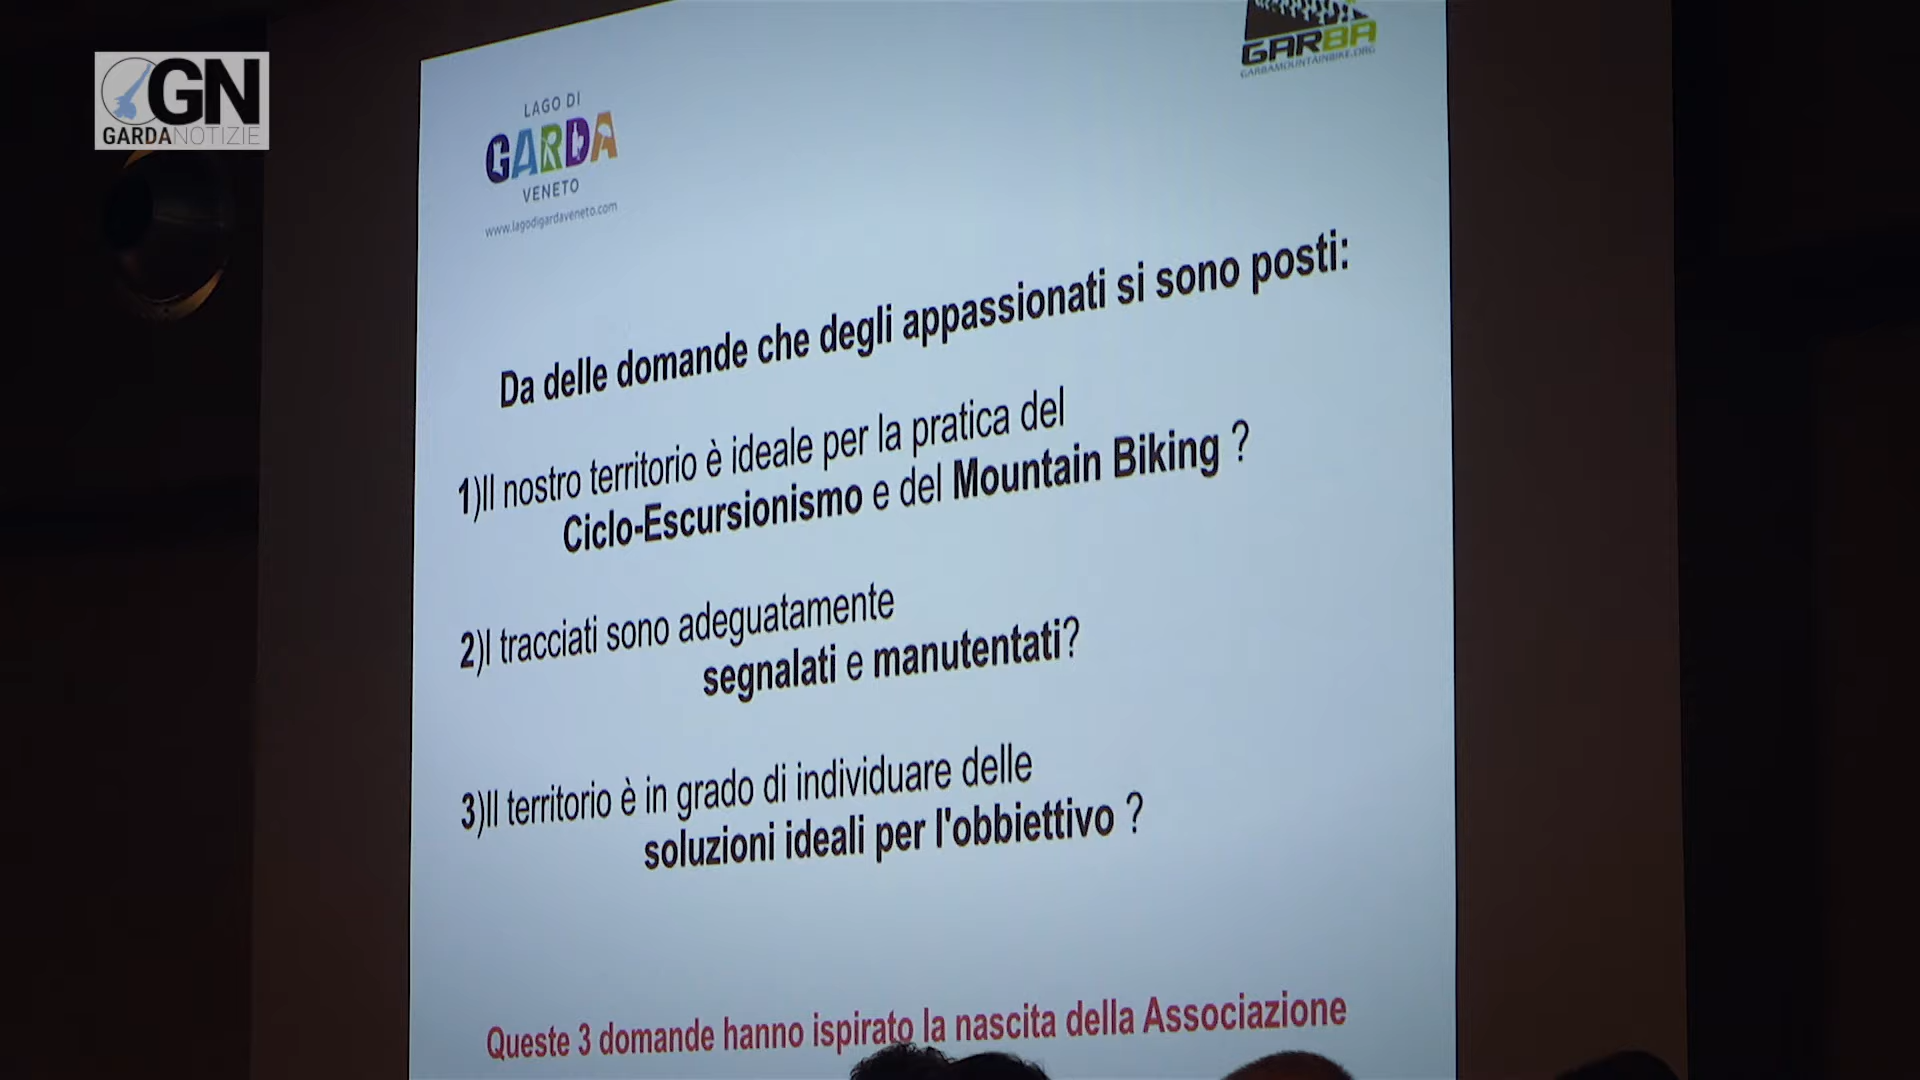 GN
GARDANOTIZIE
LAGO DI
GARDA
VENETO
www.lagodigardaveneto.com
GARBA
GARBAMOUNTAINBIKE.ORG
Da delle domande che degli appassionati si sono posti:
1)Il nostro territorio è ideale per la pratica del
Ciclo-Escursionismo e del Mountain Biking ?
2)I tracciati sono adeguatamente
segnalati e manutentati?
3)Il territorio è in grado di individuare delle
soluzioni ideali per l'obbiettivo ?
Queste 3 domande hanno ispirato la nascita della Associazione